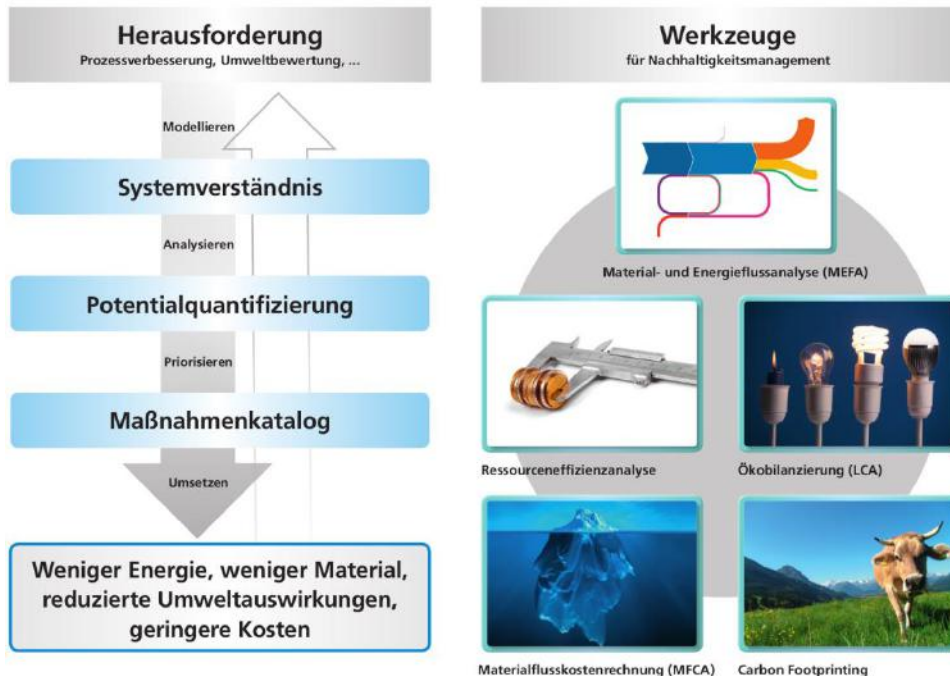 Herausforderung
Prozessverbesserung, Umweltbewertung, ...
Modellieren
Systemverständnis
Analysieren
Potentialquantifizierung
Priorisieren
Maßnahmenkatalog
Umsetzen
Weniger Energie, weniger Material,
reduzierte Umweltauswirkungen,
geringere Kosten
Werkzeuge
für Nachhaltigkeitsmanagement
Material- und Energieflussanalyse (MEFA)
Ressourceneffizienzanalyse
Ökobilanzierung (LCA)
Materialflusskostenrechnung (MFCA)
Carbon Footprinting